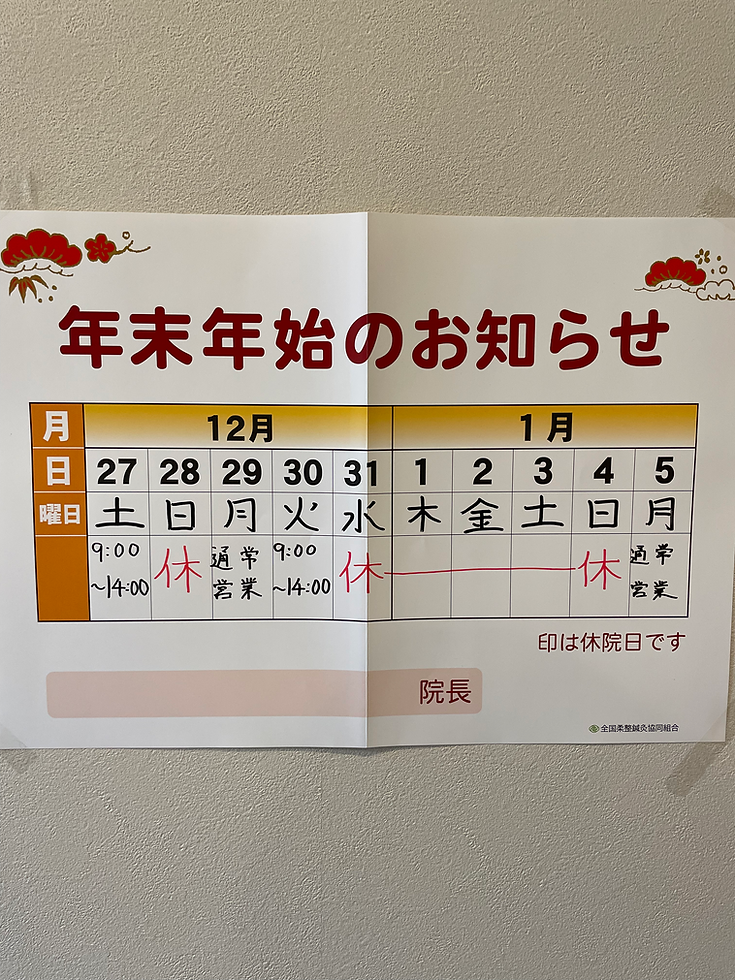 年末年始のお知らせ
月 12月 1月
日 27 28 29 30 31 1 2 3 4 5
曜日 土 日 月 火 水 木 金 土 日 月
9:00 休 通常 9:00 休 休 通常
~14:00 営業 ~14:00 営業
印は休院日です
院長
全国柔整鍼灸協同組合